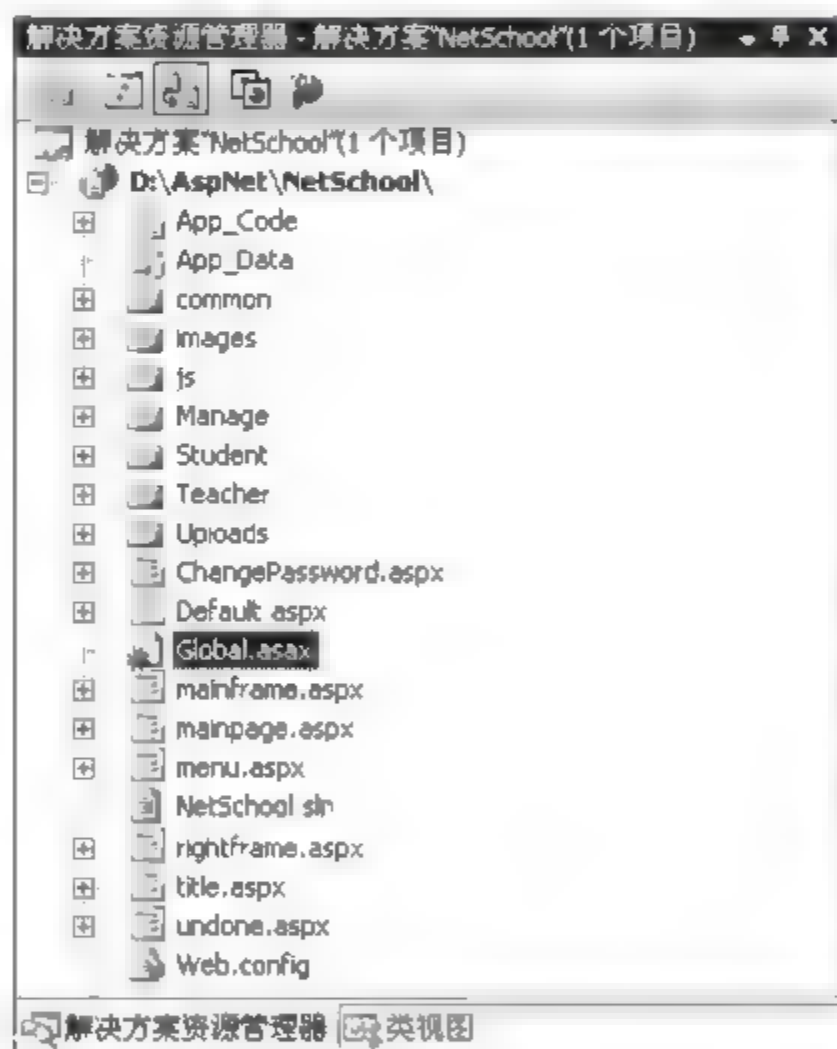 解决方案资源管理器 - 解决方案"NetSchool"(1 个项目)
解决方案"NetSchool"(1 个项目)
D:\AspNet\NetSchool\
App_Code
App_Data
common
images
js
Manage
Student
Teacher
Uploads
ChangePassword.aspx
Default.aspx
Global.asax
mainframe.aspx
mainpage.aspx
menu.aspx
NetSchool.sln
rightframe.aspx
title.aspx
undone.aspx
Web.config
解决方案资源管理器 类视图